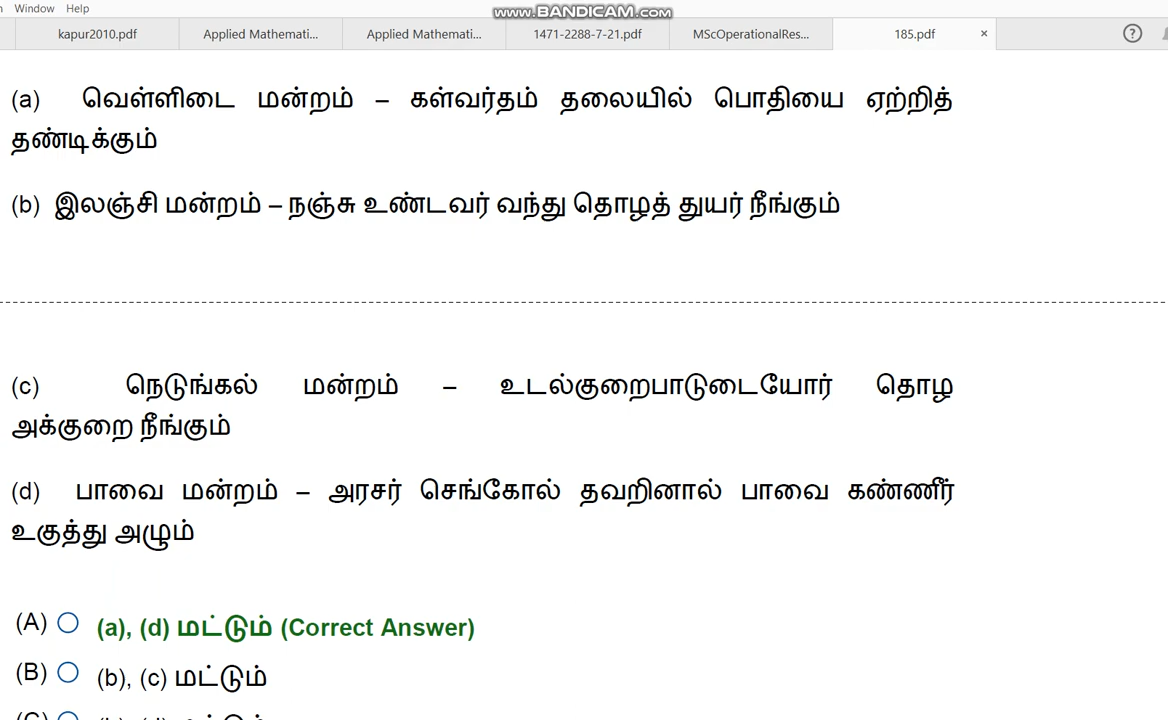 Window Help
www.BANDICAM.com
kapur2010.pdf
Applied Mathemati...
Applied Mathemati...
1471-2288-7-21.pdf
MScOperationalRes...
185.pdf ×
?
(a) வெள்ளிடை மன்றம் – கள்வர்தம் தலையில் பொதியை ஏற்றித்
தண்டிக்கும்
(b) இலஞ்சி மன்றம் – நஞ்சு உண்டவர் வந்து தொழத் துயர் நீங்கும்
(c) நெடுங்கல் மன்றம் – உடல்குறைபாடுடையோர் தொழ
அக்குறை நீங்கும்
(d) பாவை மன்றம் – அரசர் செங்கோல் தவறினால் பாவை கண்ணீர்
உகுத்து அழும்
(A) (a), (d) மட்டும் (Correct Answer)
(B) (b), (c) மட்டும்